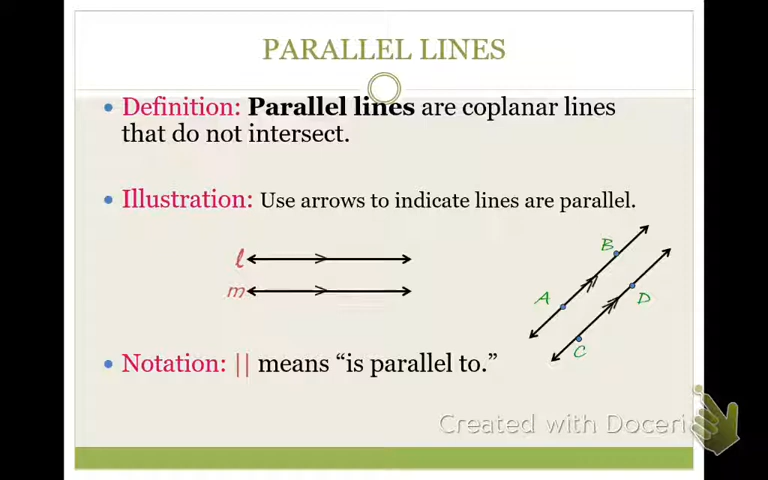 PARALLEL LINES
• Definition: Parallel lines are coplanar lines
that do not intersect.
• Illustration: Use arrows to indicate lines are parallel.
ℓ
m
B
A
D
C
• Notation: || means “is parallel to.”
Created with Doceri